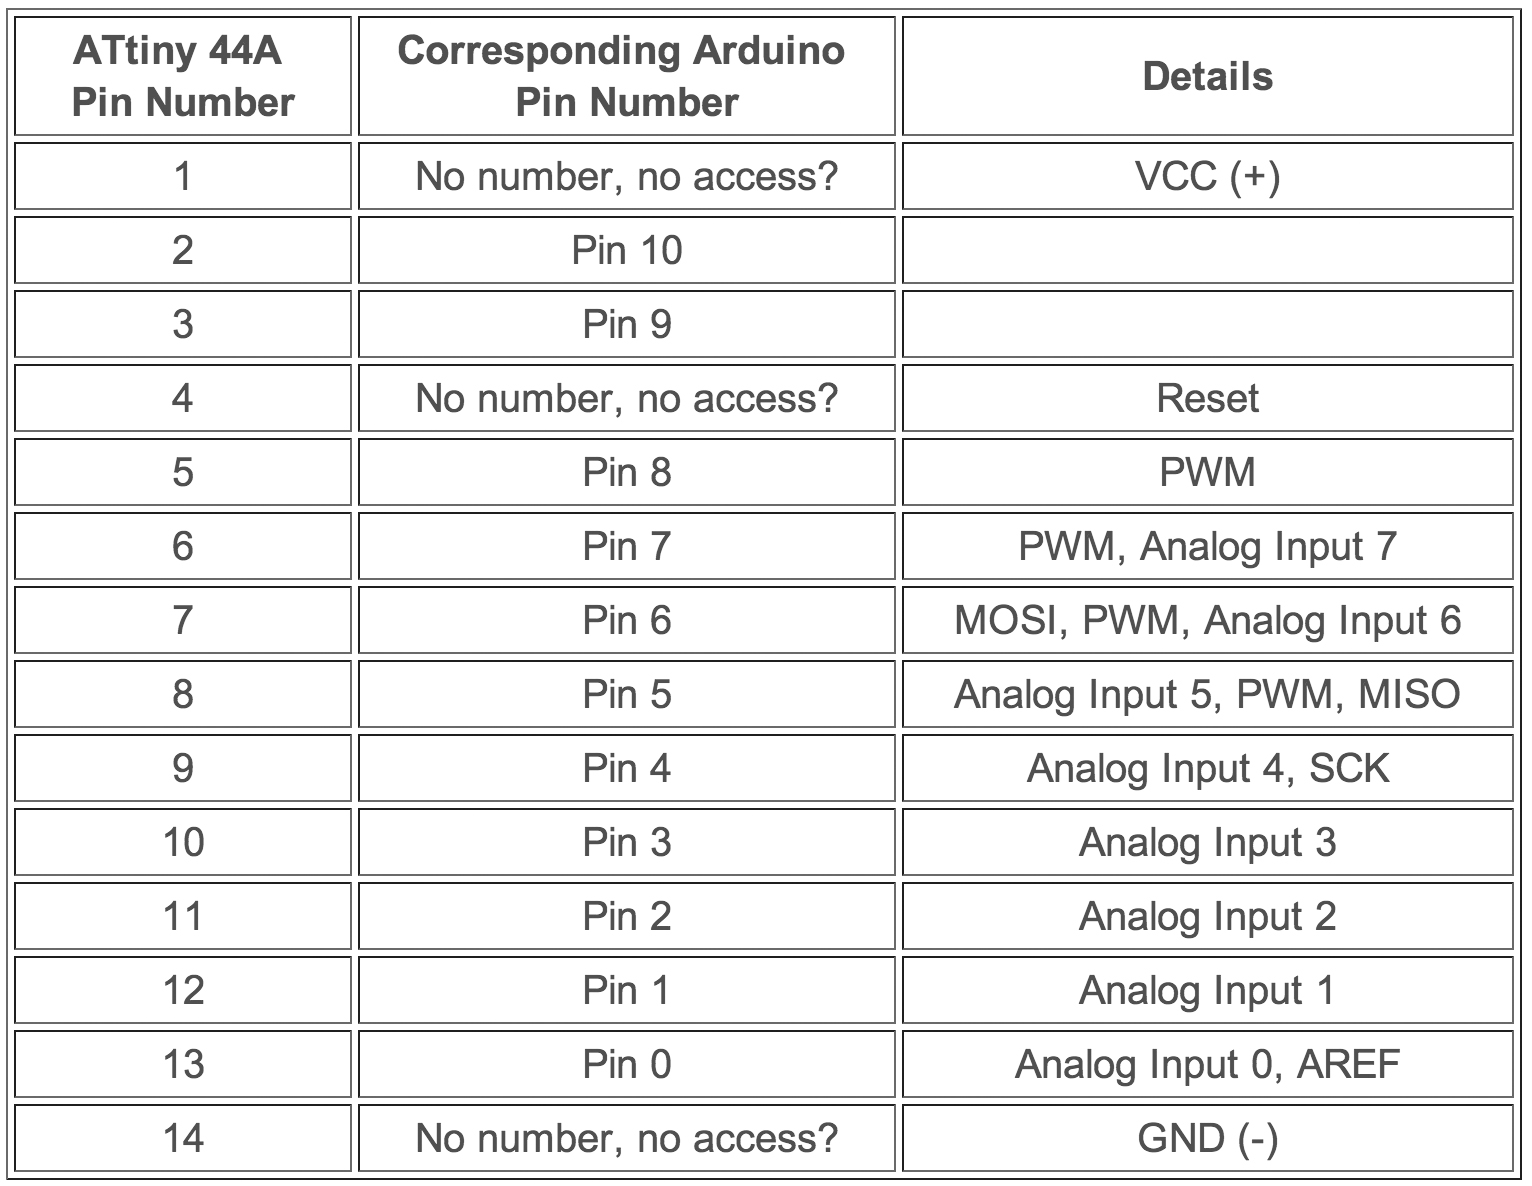 ATtiny 44A Pin Number | Corresponding Arduino Pin Number | Details
1 | No number, no access? | VCC (+)
2 | Pin 10 |
3 | Pin 9 |
4 | No number, no access? | Reset
5 | Pin 8 | PWM
6 | Pin 7 | PWM, Analog Input 7
7 | Pin 6 | MOSI, PWM, Analog Input 6
8 | Pin 5 | Analog Input 5, PWM, MISO
9 | Pin 4 | Analog Input 4, SCK
10 | Pin 3 | Analog Input 3
11 | Pin 2 | Analog Input 2
12 | Pin 1 | Analog Input 1
13 | Pin 0 | Analog Input 0, AREF
14 | No number, no access? | GND (-)